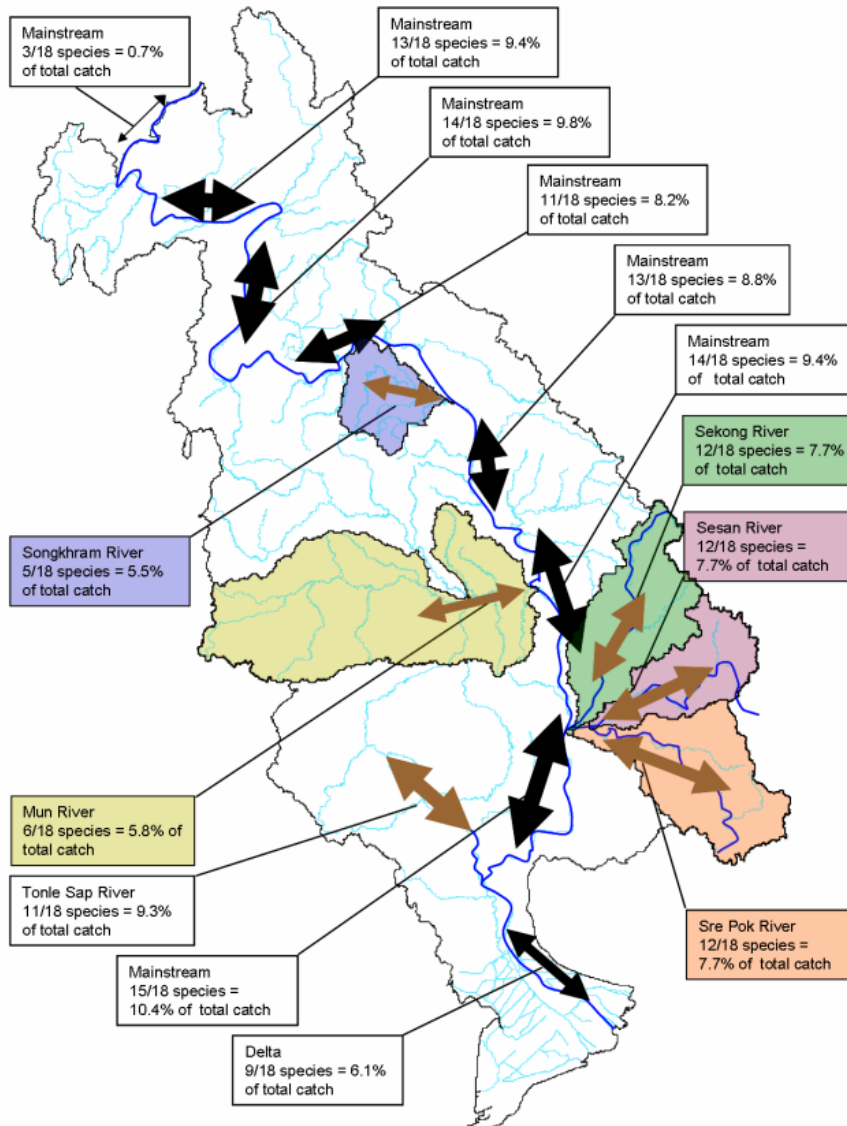 Mainstream
3/18 species = 0.7%
of total catch
Mainstream
13/18 species = 9.4%
of total catch
Mainstream
14/18 species = 9.8%
of total catch
Mainstream
11/18 species = 8.2%
of total catch
Mainstream
13/18 species = 8.8%
of total catch
Mainstream
14/18 species = 9.4%
of total catch
Sekong River
12/18 species = 7.7%
of total catch
Sesan River
12/18 species =
7.7% of total catch
Songkhram River
5/18 species = 5.5%
of total catch
Mun River
6/18 species = 5.8% of
total catch
Tonle Sap River
11/18 species = 9.3%
of total catch
Sre Pok River
12/18 species =
7.7% of total catch
Mainstream
15/18 species =
10.4% of total catch
Delta
9/18 species = 6.1%
of total catch